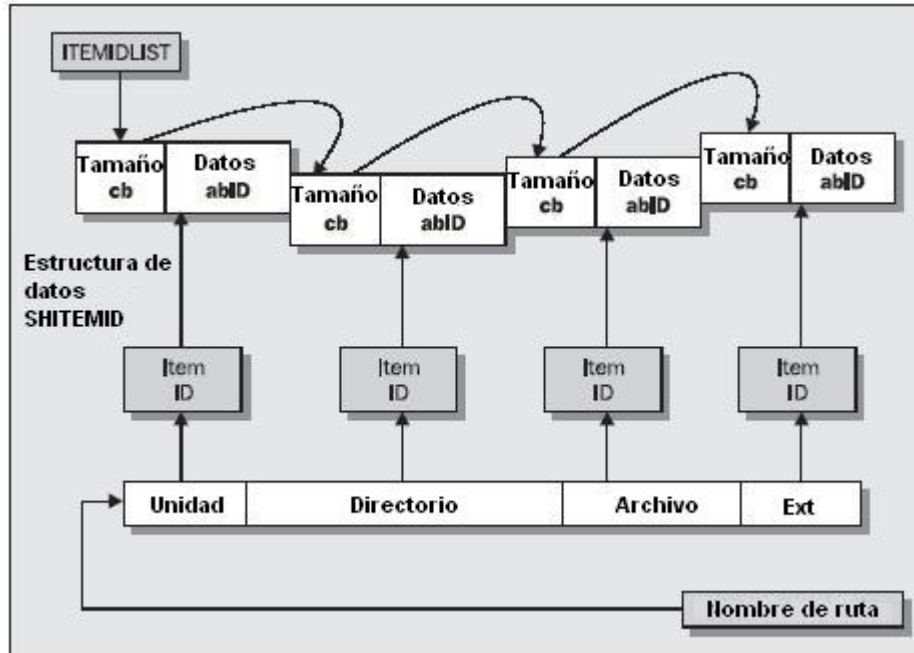 ITEMIDLIST
Tamaño
cb
Datos
abID
Tamaño
cb
Datos
abID
Tamaño
cb
Datos
abID
Tamaño
cb
Datos
abID
Estructura de
datos
SHITEMID
Item
ID
Item
ID
Item
ID
Item
ID
Unidad
Directorio
Archivo
Ext
Nombre de ruta